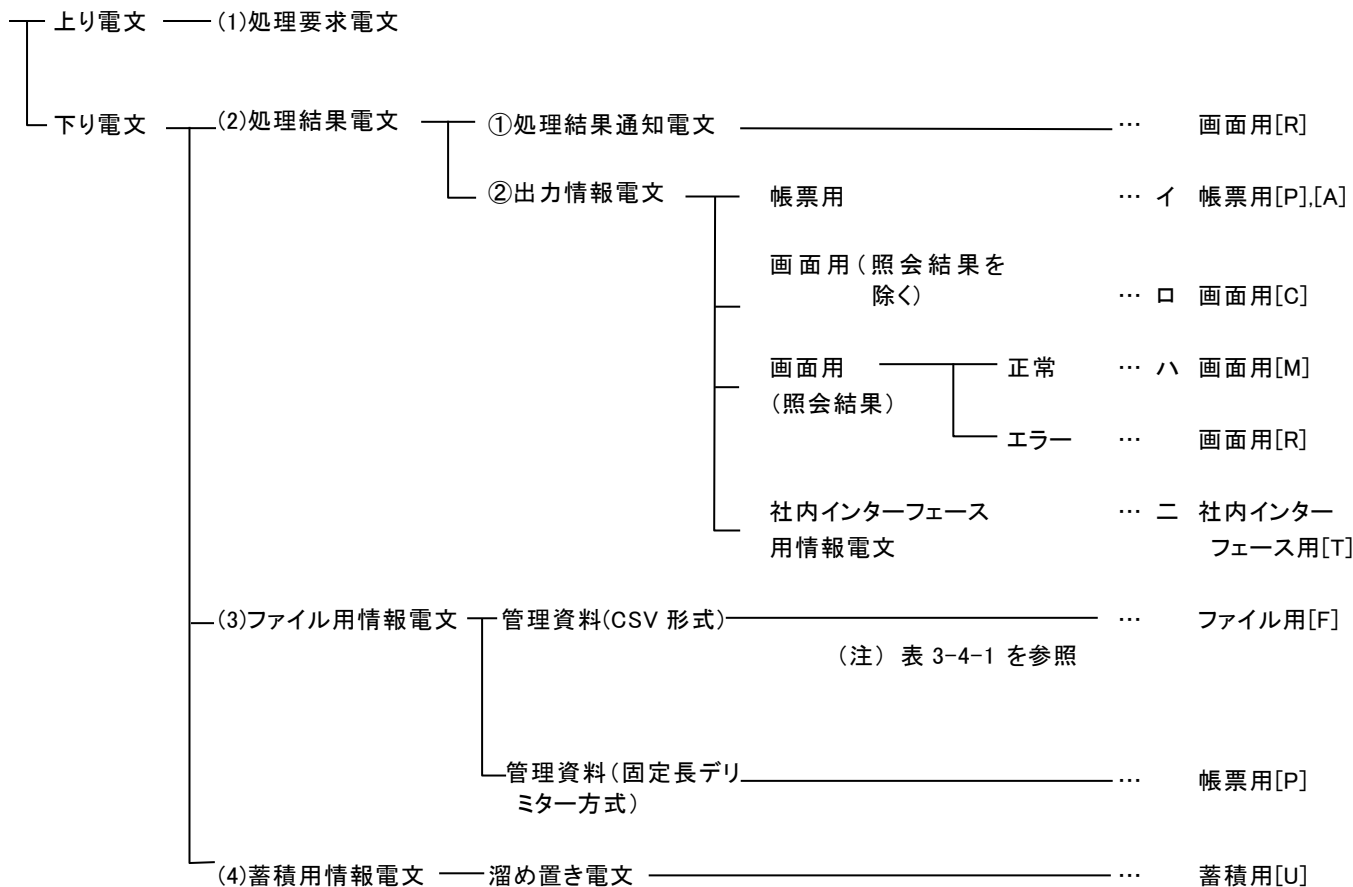 上り電文 (1)処理要求電文
下り電文 (2)処理結果電文 ①処理結果通知電文 … 画面用[R]
②出力情報電文 帳票用 … イ 帳票用[P],[A]
画面用(照会結果を
除く) … ロ 画面用[C]
画面用 正常 … ハ 画面用[M]
(照会結果)
エラー … 画面用[R]
社内インターフェース … ニ 社内インター
用情報電文 フェース用[T]
(3)ファイル用情報電文 管理資料(CSV 形式) … ファイル用[F]
(注) 表 3-4-1 を参照
管理資料(固定長デリ … 帳票用[P]
ミター方式)
(4)蓄積用情報電文 溜め置き電文 … 蓄積用[U]